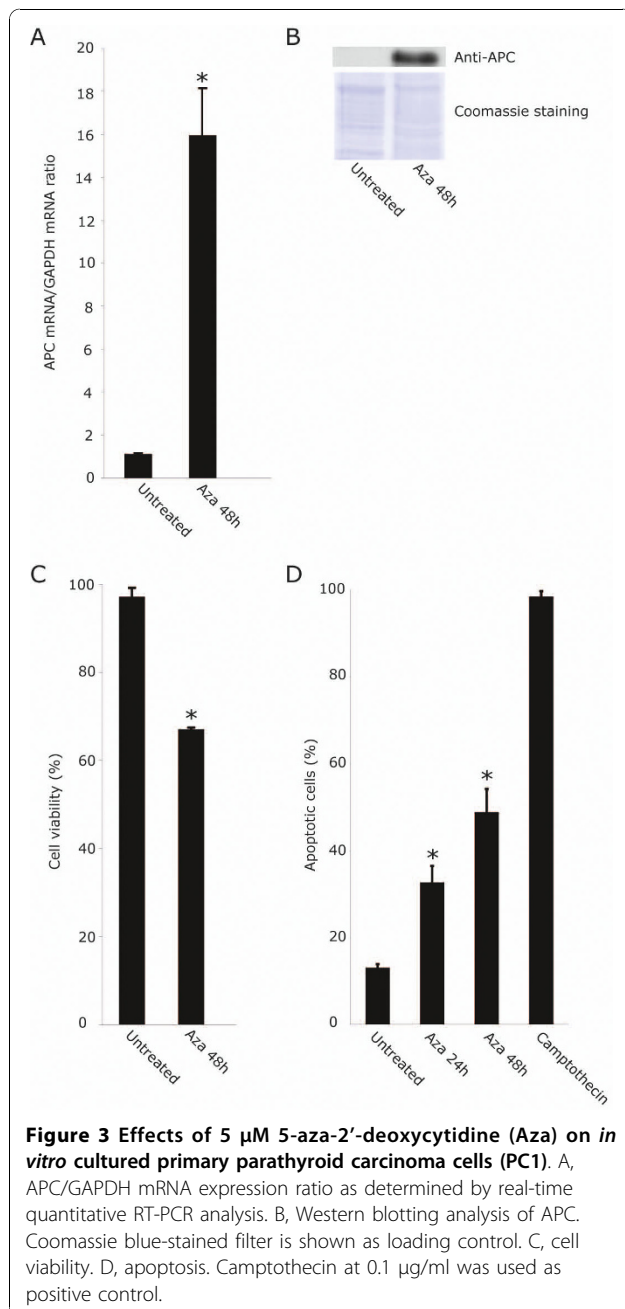 A
B
20
18
16
14
12
10
8
6
4
2
0
APC mRNA/GAPDH mRNA ratio
*
Untreated
Aza 48h
Anti-APC
Coomassie staining
Untreated
Aza 48h
C
D
100
80
60
40
20
0
Cell viability (%)
*
Untreated
Aza 48h
100
80
60
40
20
0
Apoptotic cells (%)
*
*
Untreated
Aza 24h
Aza 48h
Camptothecin
Figure 3 Effects of 5 μM 5-aza-2’-deoxycytidine (Aza) on in
vitro cultured primary parathyroid carcinoma cells (PC1). A,
APC/GAPDH mRNA expression ratio as determined by real-time
quantitative RT-PCR analysis. B, Western blotting analysis of APC.
Coomassie blue-stained filter is shown as loading control. C, cell
viability. D, apoptosis. Camptothecin at 0.1 μg/ml was used as
positive control.